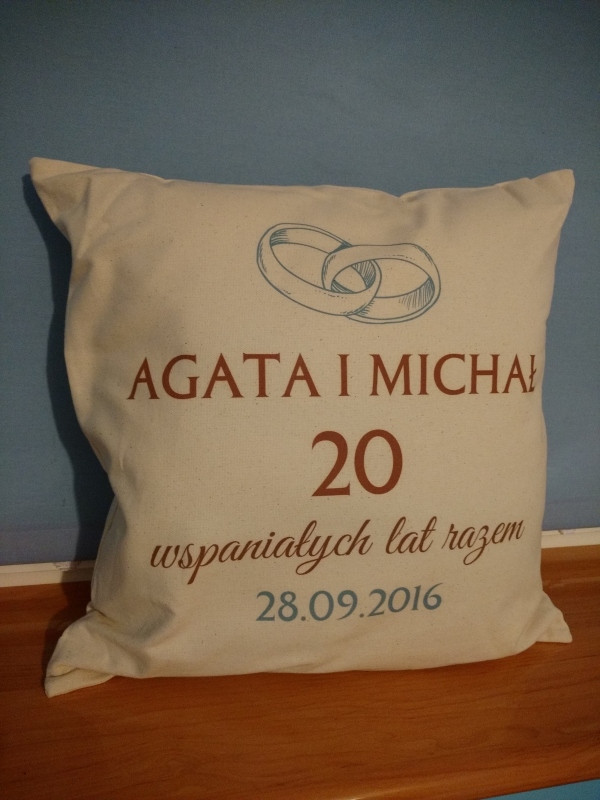 AGATA I MICHAŁ
20
wspaniałych lat razem
28.09.2016